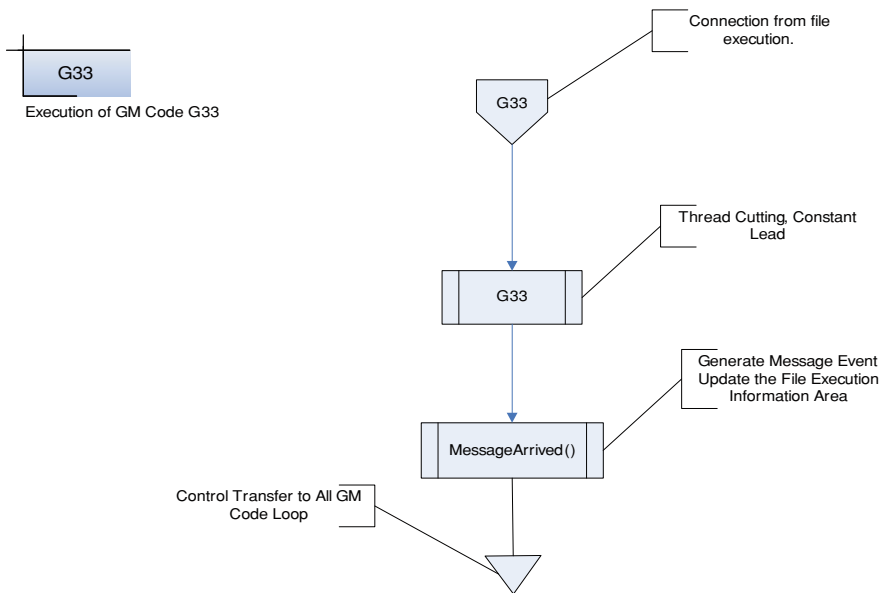 G33
Execution of GM Code G33
Connection from file
execution.
G33
Thread Cutting, Constant
Lead
G33
Generate Message Event
Update the File Execution
Information Area
MessageArrived()
Control Transfer to All GM
Code Loop